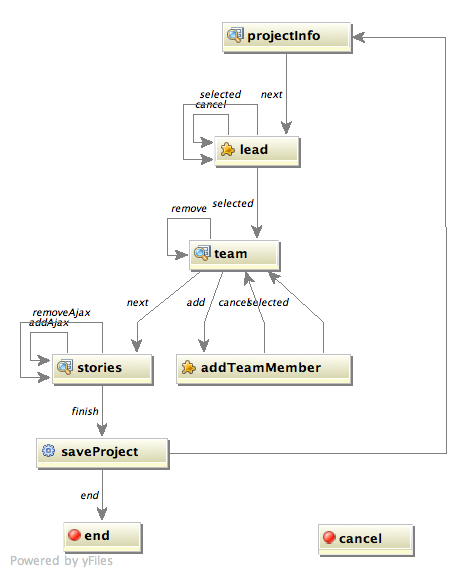 projectInfo
next
selected
cancel
lead
selected
remove
team
next
add
cancel
selected
removeAjax
addAjax
stories
addTeamMember
finish
saveProject
end
end
cancel
Powered by yFiles